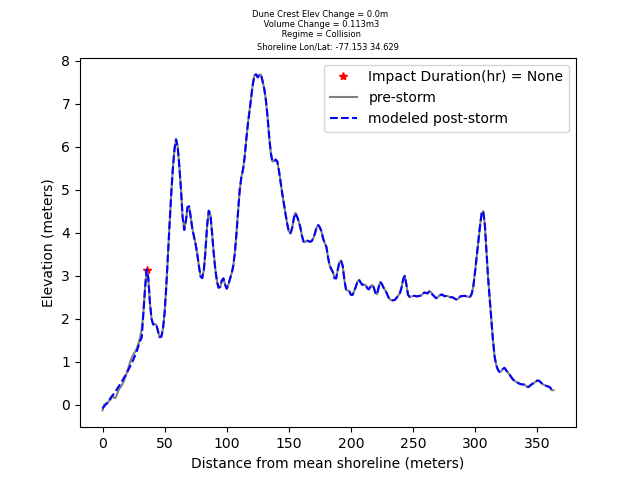 Dune Crest Elev Change = 0.0m
Volume Change = 0.113m3
Regime = Collision
Shoreline Lon/Lat: -77.153 34.629
Impact Duration(hr) = None
pre-storm
modeled post-storm
8
7
6
5
4
3
2
1
0
Elevation (meters)
0 50 100 150 200 250 300 350
Distance from mean shoreline (meters)